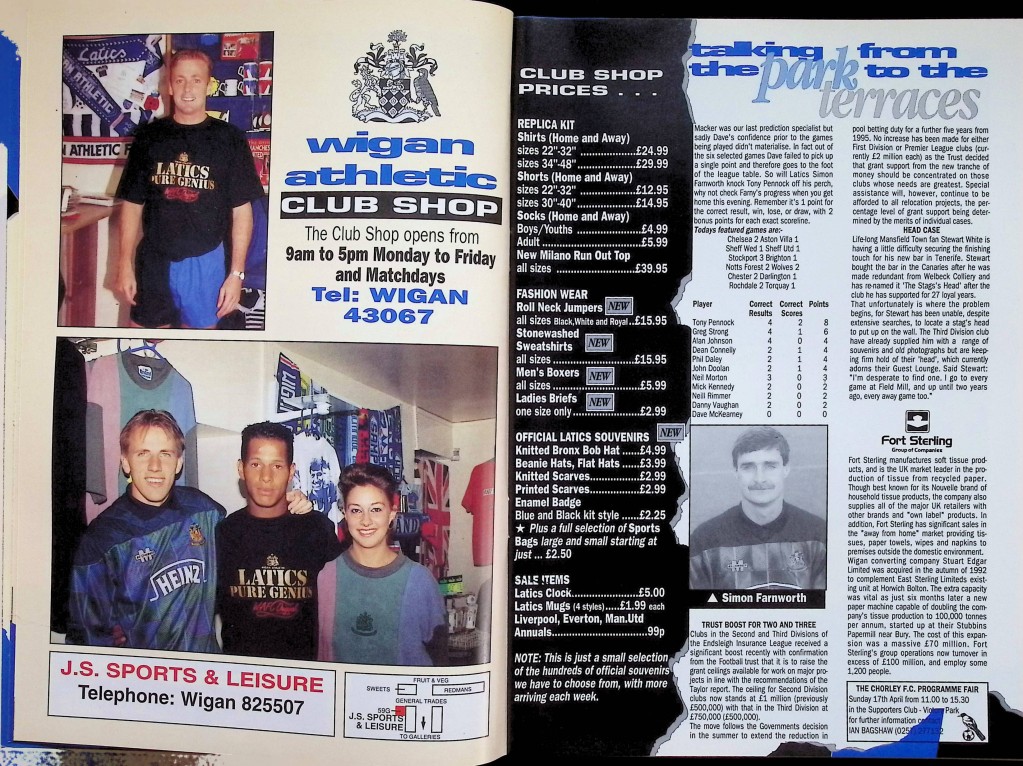 Latics
LATICS
PURE GENIUS
wigan
athletic
CLUB SHOP
The Club Shop opens from
9am to 5pm Monday to Friday
and Matchdays
Tel: WIGAN
43067
HEINZ
LATICS
PURE GENIUS
J.S. SPORTS & LEISURE
Telephone: Wigan 825507
FRUIT & VEG
SWEETS
REDMANS
GENERAL TRADES
59G
J.S. SPORTS
& LEISURE
TO GALLERIES
CLUB SHOP
PRICES . . .
REPLICA KIT
Shirts (Home and Away)
sizes 22"-32" ...................£24.99
sizes 34"-48" ...................£29.99
Shorts (Home and Away)
sizes 22"-32" ...................£12.95
sizes 30"-40" ...................£14.95
Socks (Home and Away)
Boys/Youths ......................£4.99
Adult ..................................£5.99
New Milano Run Out Top
all sizes ...........................£39.95
FASHION WEAR
Roll Neck Jumpers NEW
all sizes Black,White and Royal..£15.95
Stonewashed
Sweatshirts NEW
all sizes ...........................£15.95
Men's Boxers NEW
all sizes .............................£5.99
Ladies Briefs NEW
one size only ......................£2.99
OFFICIAL LATICS SOUVENIRS NEW
Knitted Bronx Bob Hat .....£4.99
Beanie Hats, Flat Hats .....£3.99
Knitted Scarves.................£2.99
Printed Scarves.................£2.99
Enamel Badge
Blue and Black kit style .....£2.25
★ Plus a full selection of Sports
Bags large and small starting at
just ... £2.50
SALE ITEMS
Latics Clock......................£5.00
Latics Mugs (4 styles)....£1.99 each
Liverpool, Everton, Man.Utd
Annuals...............................99p
NOTE: This is just a small selection
of the hundreds of official souvenirs
we have to choose from, with more
arriving each week.
talking from
the park to the
terraces
Macker was our last prediction specialist but
sadly Dave's confidence prior to the games
being played didn't materialise. In fact out of
the six selected games Dave failed to pick up
a single point and therefore goes to the foot
of the league table. So will Latics Simon
Farnworth knock Tony Pennock off his perch,
why not check Farny's progress when you get
home this evening. Remember it's 1 point for
the correct result, win, lose, or draw, with 2
bonus points for each exact scoreline.
Todays featured games are:-
Chelsea 2 Aston Villa 1
Sheff Wed 1 Sheff Utd 1
Stockport 3 Brighton 1
Notts Forest 2 Wolves 2
Chester 2 Darlington 1
Rochdale 2 Torquay 1
Player Correct Correct Points
Results Scores
Tony Pennock 4 2 8
Greg Strong 4 1 6
Alan Johnson 4 0 4
Dean Connelly 2 1 4
Phil Daley 2 1 4
John Doolan 2 1 4
Neil Morton 3 0 3
Mick Kennedy 2 0 2
Neill Rimmer 2 0 2
Danny Vaughan 2 0 2
Dave McKearney 0 0 0
▲ Simon Farnworth
TRUST BOOST FOR TWO AND THREE
Clubs in the Second and Third Divisions of
the Endsleigh Insurance League received a
significant boost recently with confirmation
from the Football trust that it is to raise the
grant ceilings available for work on major pro-
jects in line with the recommendations of the
Taylor report. The ceiling for Second Division
clubs now stands at £1 million (previously
£500,000) with that in the Third Division at
£750,000 (£500,000).
The move follows the Governments decision
in the summer to extend the reduction in
pool betting duty for a further five years from
1995. No increase has been made for either
First Division or Premier League clubs (cur-
rently £2 million each) as the Trust decided
that grant support from the new tranche of
money should be concentrated on those
clubs whose needs are greatest. Special
assistance will, however, continue to be
afforded to all relocation projects, the per-
centage level of grant support being deter-
mined by the merits of individual cases.
HEAD CASE
Life-long Mansfield Town fan Stewart White is
having a little difficulty securing the finishing
touch for his new bar in Tenerife. Stewart
bought the bar in the Canaries after he was
made redundant from Welbeck Colliery and
has re-named it 'The Stags's Head' after the
club he has supported for 27 loyal years.
That unfortunately is where the problem
begins, for Stewart has been unable, despite
extensive searches, to locate a stag's head
to put up on the wall. The Third Division club
have already supplied him with a range of
souvenirs and old photographs but are keep-
ing firm hold of their 'head', which currently
adorns their Guest Lounge. Said Stewart:
"I'm desperate to find one. I go to every
game at Field Mill, and up until two years
ago, every away game too."
Fort Sterling
Group of Companies
Fort Sterling manufactures soft tissue prod-
ucts, and is the UK market leader in the pro-
duction of tissue from recycled paper.
Though best known for its Nouvelle brand of
household tissue products, the company also
supplies all of the major UK retailers with
other brands and "own label" products. In
addition, Fort Sterling has significant sales in
the "away from home" market providing tis-
sues, paper towels, wipes and napkins to
premises outside the domestic environment.
Wigan converting company Stuart Edgar
Limited was acquired in the autumn of 1992
to complement East Sterling Limiteds exist-
ing unit at Horwich Bolton. The extra capacity
was vital as just six months later a new
paper machine capable of doubling the com-
pany's tissue production to 100,000 tonnes
per annum, started up at their Stubbins
Papermill near Bury. The cost of this expan-
sion was a massive £70 million. Fort
Sterling's group operations now turnover in
excess of £100 million, and employ some
1,200 people.
THE CHORLEY F.C. PROGRAMME FAIR
Sunday 17th April from 11.00 to 15.30
in the Supporters Club - Park
for further information
IAN BAGSHAW